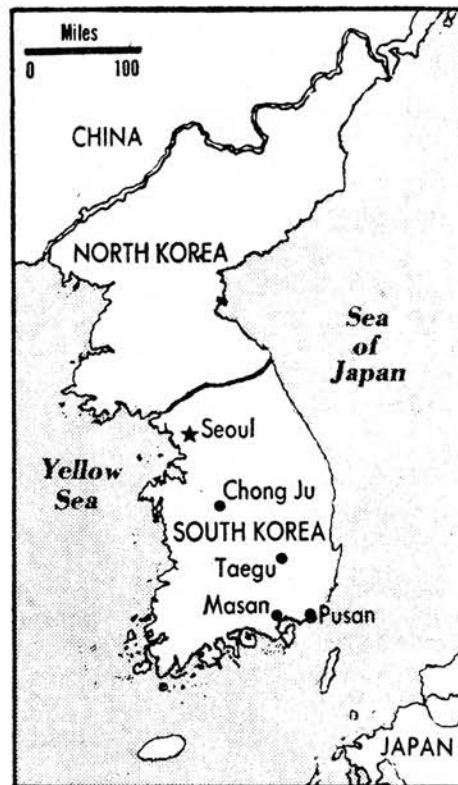 Miles
0 100
CHINA
NORTH KOREA
Sea
of
Japan
Seoul
Yellow
Sea
Chong Ju
SOUTH KOREA
Taegu
Masan
Pusan
JAPAN